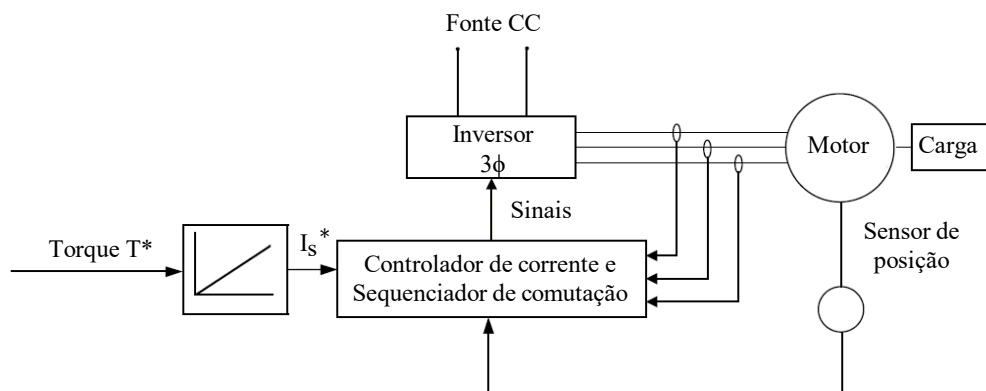 Fonte CC
Inversor
3ϕ
Motor
Carga
Sinais
Sensor de
posição
Torque T*
Is*
Controlador de corrente e
Sequenciador de comutação